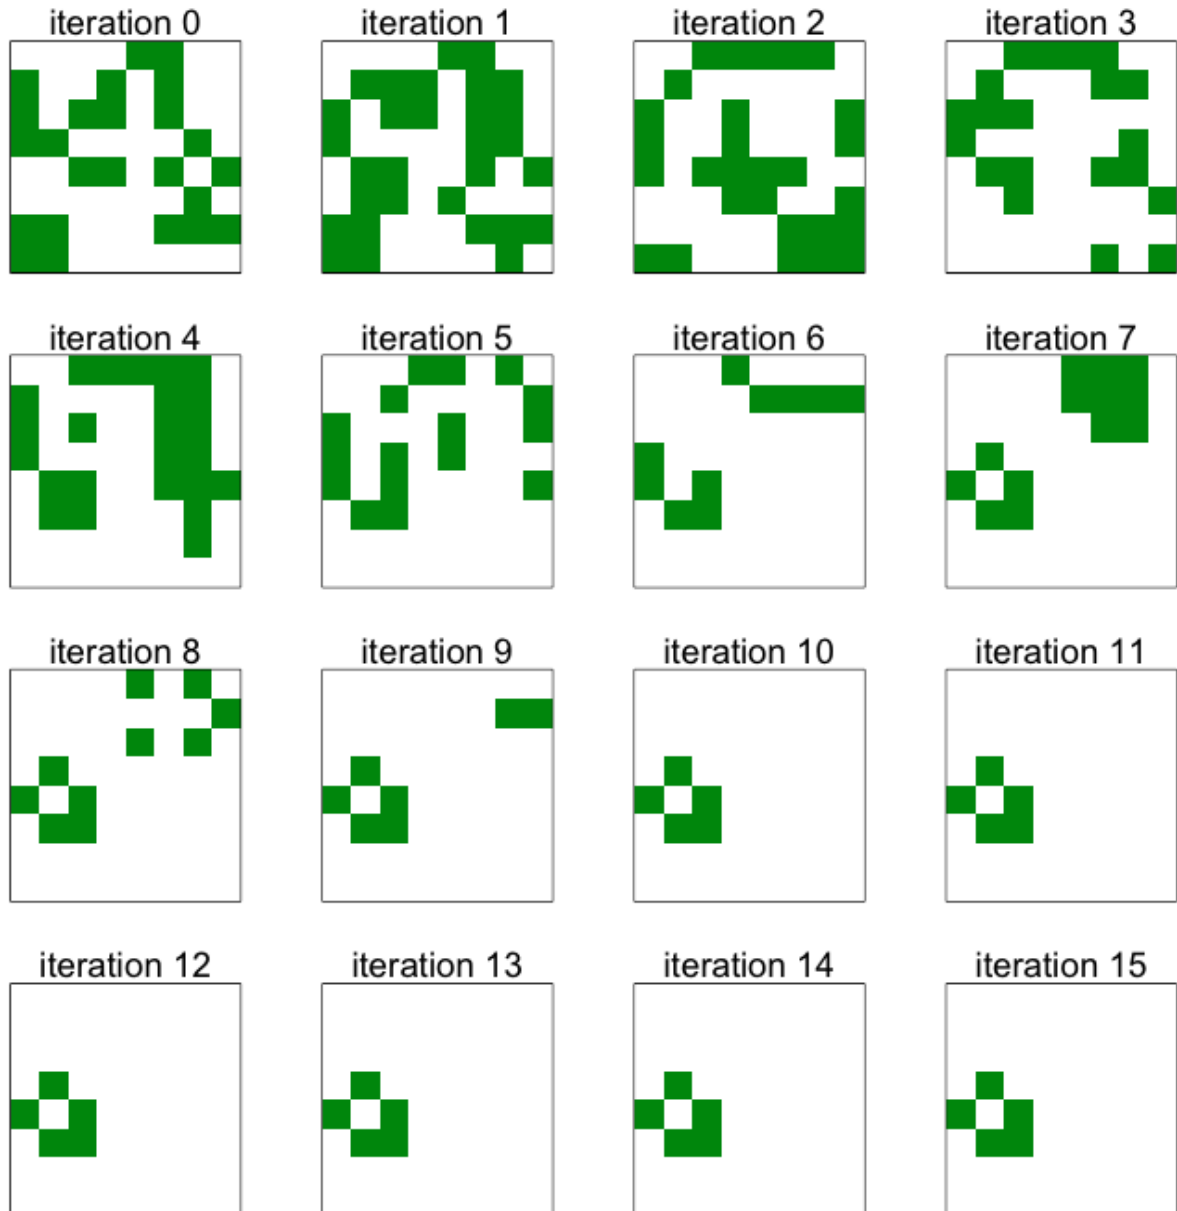 iteration 0
iteration 1
iteration 2
iteration 3
iteration 4
iteration 5
iteration 6
iteration 7
iteration 8
iteration 9
iteration 10
iteration 11
iteration 12
iteration 13
iteration 14
iteration 15